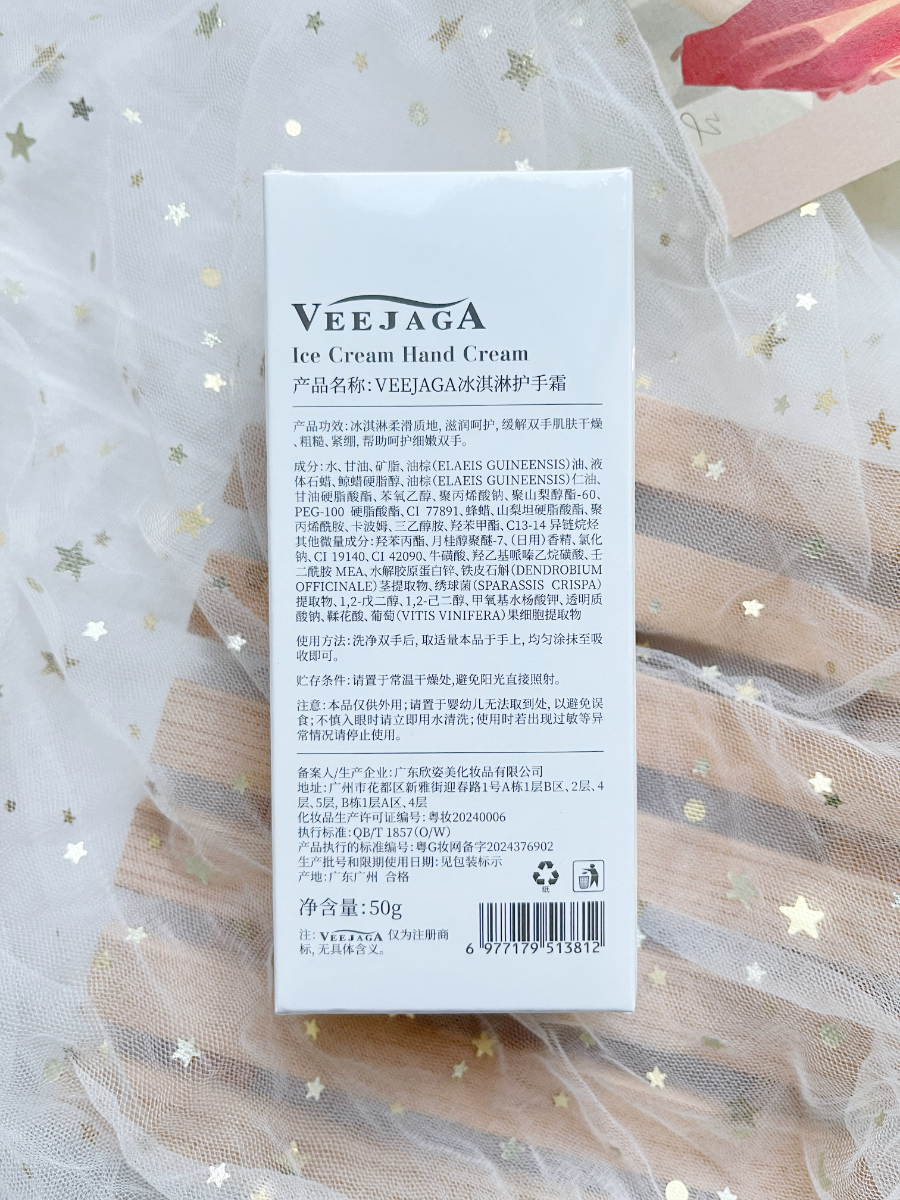 VEEJAGA
Ice Cream Hand Cream
产品名称:VEEJAGA冰淇淋护手霜
产品功效:冰淇淋柔滑质地,滋润呵护,缓解双手肌肤干燥
、粗糙、紧绷,帮助呵护细嫩双手。
成分:水、甘油、矿脂、油棕(ELAEIS GUINEENSIS)油、液
体石蜡、鲸蜡硬脂醇、油棕(ELAEIS GUINEENSIS)仁油、
甘油硬脂酸酯、苯氧乙醇、聚丙烯酸钠、聚山梨醇酯-60、
PEG-100 硬脂酸酯、CI 77891、蜂蜡、山梨坦硬脂酸酯、聚
丙烯酰胺、卡波姆、三乙醇胺、羟苯甲酯、C13-14 异链烷烃
其他微量成分:羟苯丙酯、月桂醇聚醚-7、(日用)香精、氯化
钠、CI 19140、CI 42090、牛磺酸、羟乙基哌嗪乙烷磺酸、壬
二酰胺 MEA、水解胶原蛋白锌、铁皮石斛(DENDROBIUM
OFFICINALE)茎提取物、绣球菌(SPARASSIS CRISPA)
提取物、1,2-戊二醇、1,2-己二醇、甲氧基水杨酸钾、透明质
酸钠、鞣花酸、葡萄(VITIS VINIFERA)果细胞提取物
使用方法:洗净双手后,取适量本品于手上,均匀涂抹至吸
收即可。
贮存条件:请置于常温干燥处,避免阳光直接照射。
注意:本品仅供外用;请置于婴幼儿无法取到处,以避免误
食;不慎入眼时请立即用水清洗;使用时若出现过敏等异
常情况请停止使用。
备案人/生产企业:广东欣姿美化妆品有限公司
地址:广州市花都区新雅街迎春路1号A栋1层B区、2层、4
层、5层,B栋1层A区、4层
化妆品生产许可证编号:粤妆20240006
执行标准:QB/T 1857(O/W)
产品执行的标准编号:粤G妆网备字2024376902
生产批号和限期使用日期:见包装标示
产地:广东广州 合格
纸
净含量:50g
注:VEEJAGA 仅为注册商
标,无具体含义。
6 977179 513812